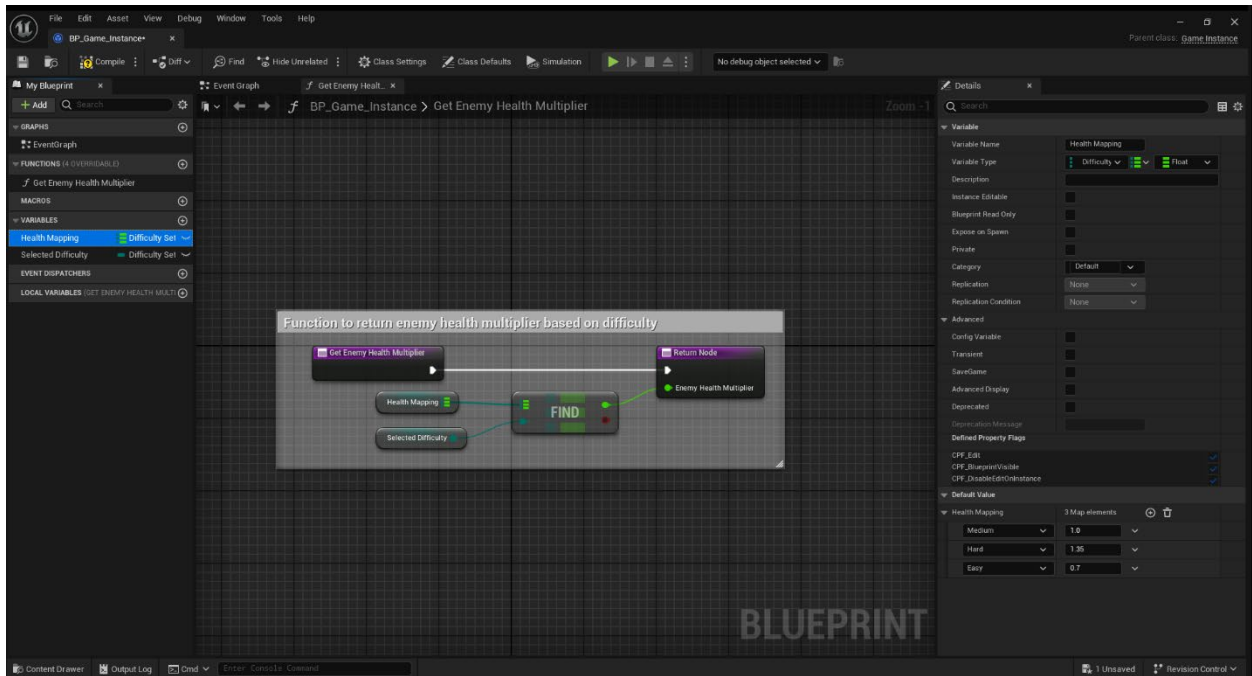 File Edit Asset View Debug Window Tools Help
BP_Game_Instance•
Parent class: Game Instance
Compile Diff Find Hide Unrelated Class Settings Class Defaults Simulation No debug object selected
My Blueprint
Event Graph
Get Enemy Healt..
Details
+ Add Search
BP_Game_Instance > Get Enemy Health Multiplier
Zoom -1
Search
GRAPHS
EventGraph
FUNCTIONS (4 OVERRIDABLE)
Get Enemy Health Multiplier
MACROS
VARIABLES
Health Mapping Difficulty Set
Selected Difficulty Difficulty Set
EVENT DISPATCHERS
LOCAL VARIABLES (GET ENEMY HEALTH MULTI
Function to return enemy health multiplier based on difficulty
Get Enemy Health Multiplier
Return Node
Enemy Health Multiplier
Health Mapping
FIND
Selected Difficulty
BLUEPRINT
Variable
Variable Name Health Mapping
Variable Type Difficulty Float
Description
Instance Editable
Blueprint Read Only
Expose on Spawn
Private
Category Default
Replication None
Replication Condition None
Advanced
Config Variable
Transient
SaveGame
Advanced Display
Deprecated
Deprecation Message
Defined Property Flags
CPF_Edit
CPF_BlueprintVisible
CPF_DisableEditOnInstance
Default Value
Health Mapping 3 Map elements
Medium 1.0
Hard 1.35
Easy 0.7
Content Drawer Output Log Cmd Enter Console Command
1 Unsaved Revision Control